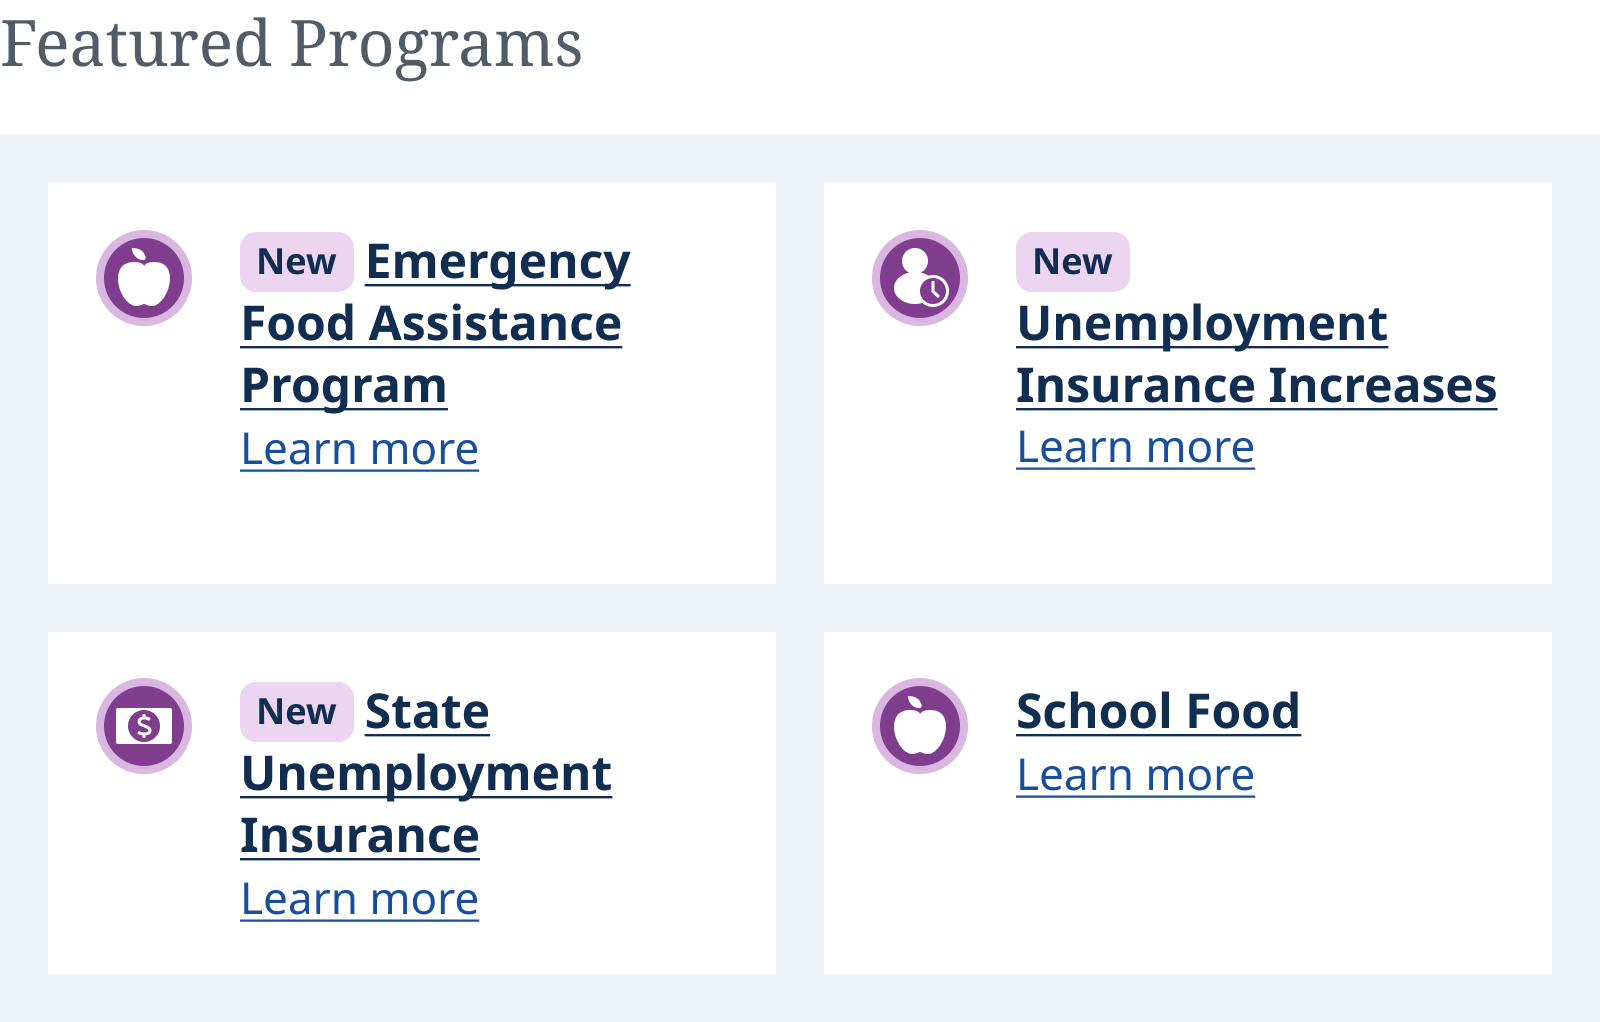 Featured Programs
New Emergency
Food Assistance
Program
Learn more
New
Unemployment
Insurance Increases
Learn more
New State
Unemployment
Insurance
Learn more
School Food
Learn more